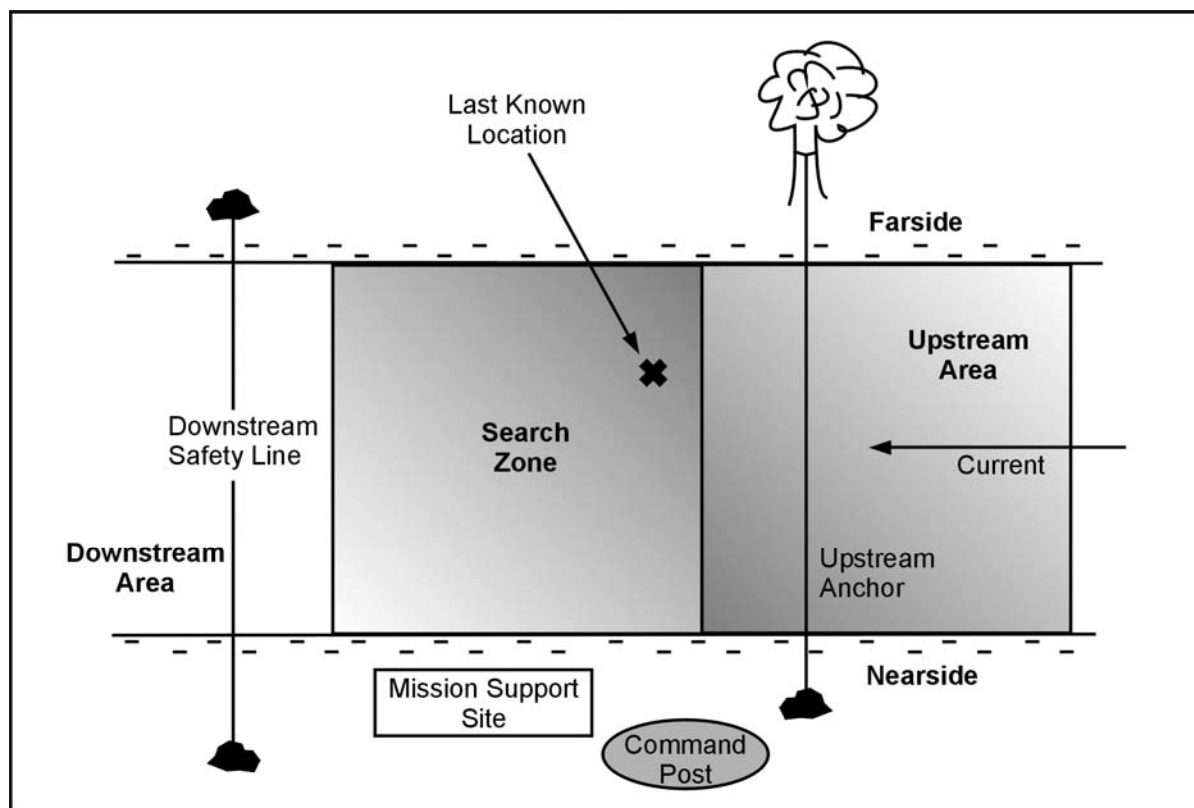 Last Known
Location
Farside
Upstream
Area
Downstream
Safety Line
Search
Zone
Current
Downstream
Area
Upstream
Anchor
Nearside
Mission Support
Site
Command
Post